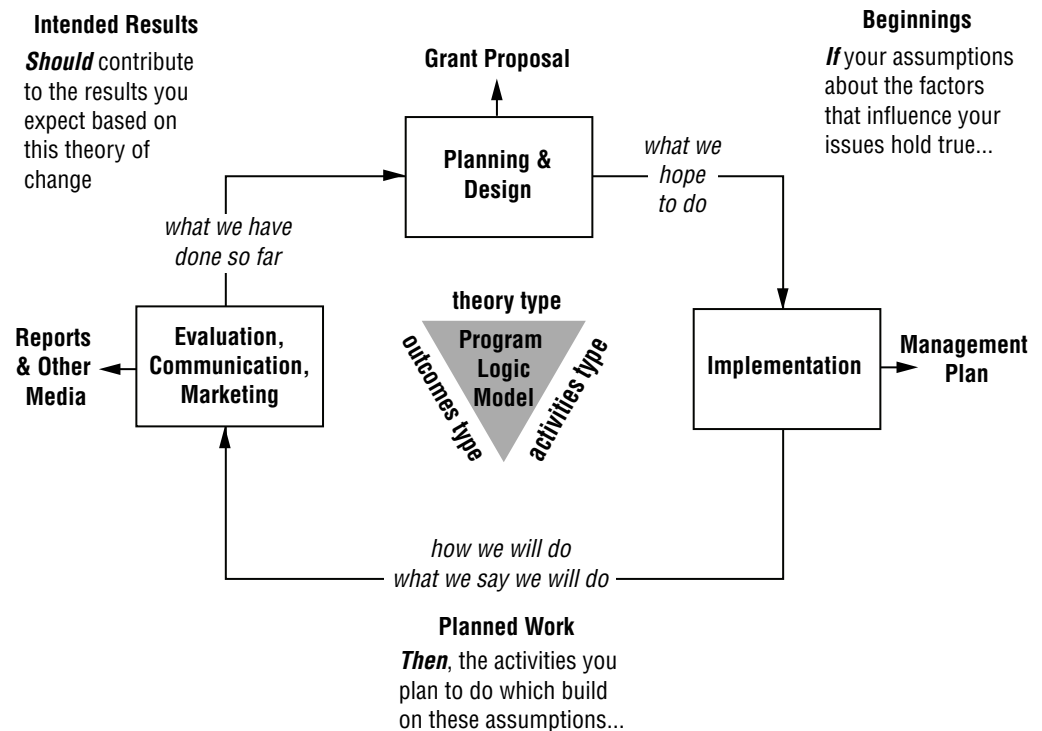 Intended Results
Should contribute
to the results you
expect based on
this theory of
change
Beginnings
If your assumptions
about the factors
that influence your
issues hold true...
Grant Proposal
Planning &
Design
what we
hope
to do
what we have
done so far
theory type
Program
Logic
Model
outcomes type
activities type
Reports
& Other
Media
Evaluation,
Communication,
Marketing
Implementation
Management
Plan
how we will do
what we say we will do
Planned Work
Then, the activities you
plan to do which build
on these assumptions...